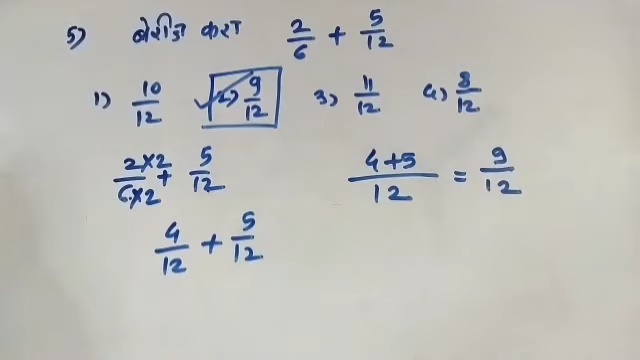 5) बेरीज करा 2/6 + 5/12
1) 10/12 2) 9/12 3) 11/12 4) 8/12
2×2/6×2 + 5/12 4+5/12 = 9/12
4/12 + 5/12